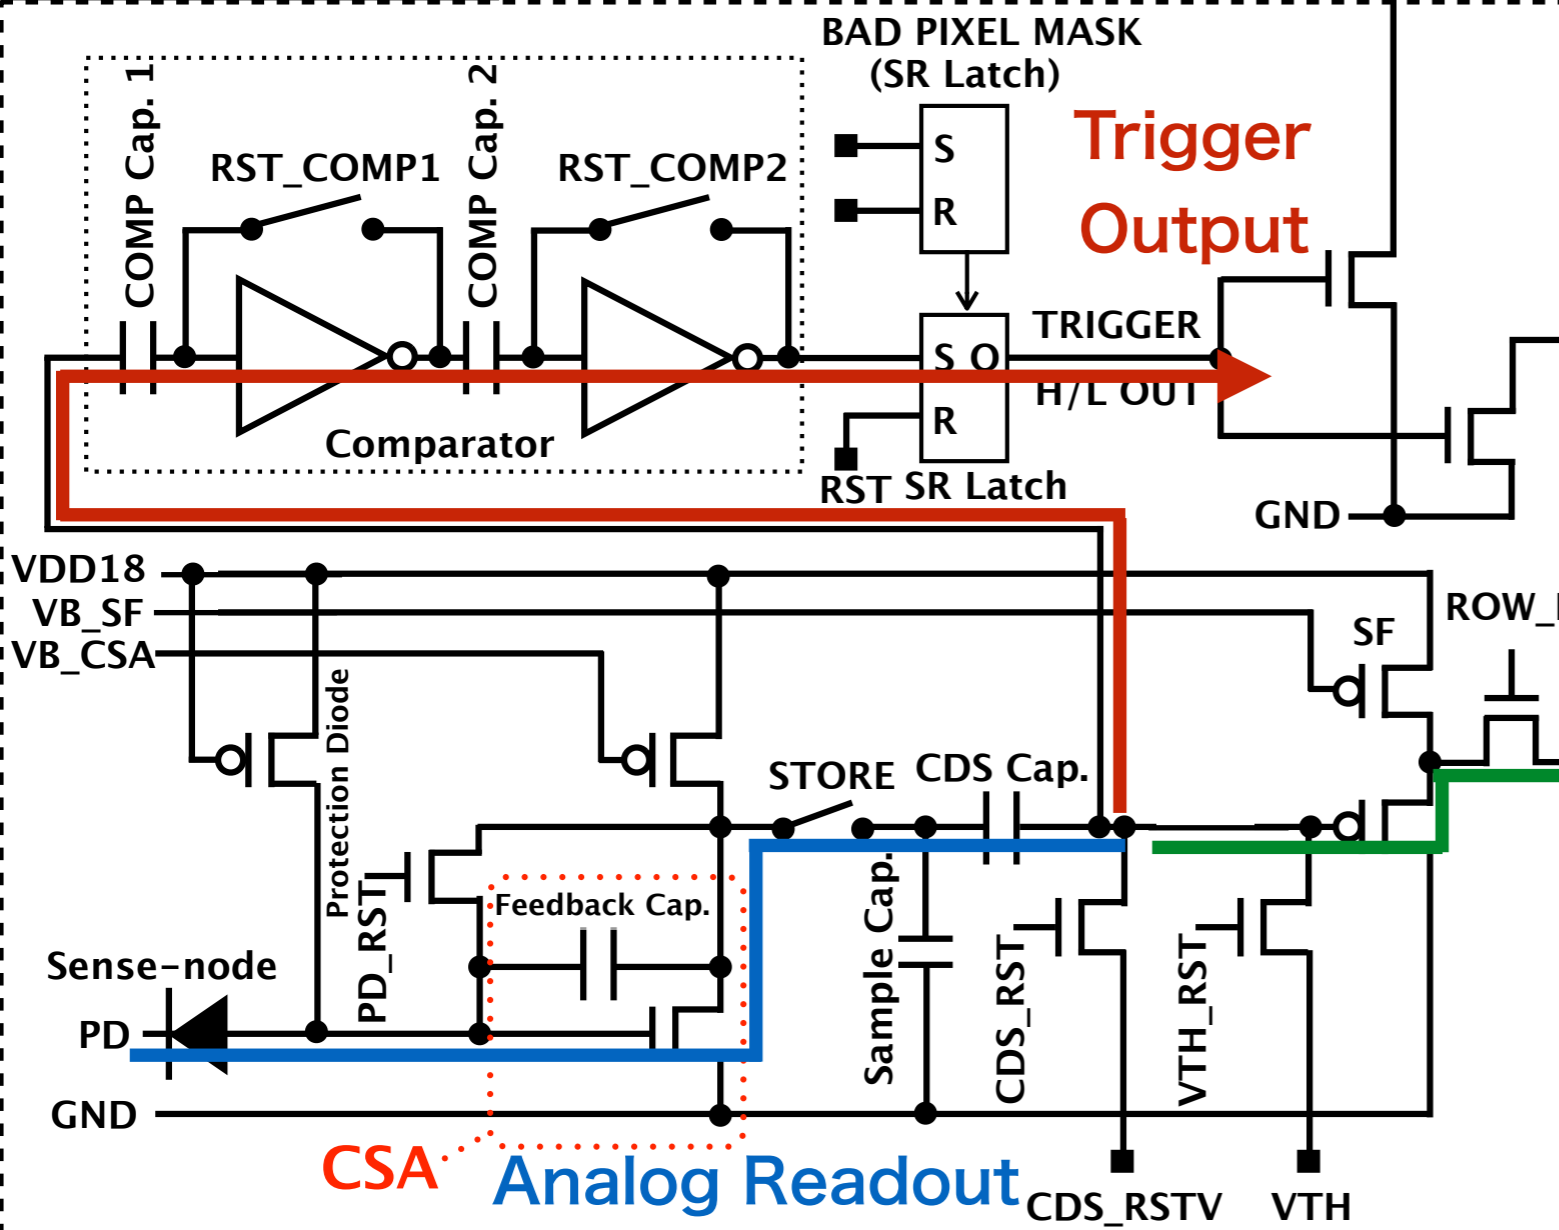 BAD PIXEL MASK
(SR Latch)
Trigger
Output
COMP Cap. 1
RST_COMP1
COMP Cap. 2
RST_COMP2
S
R
TRIGGER
S O
H/L OUT
R
Comparator
RST SR Latch
GND
VDD18
VB_SF
VB_CSA
SF
Protection Diode
STORE
CDS Cap.
PD_RST
Feedback Cap.
Sample Cap.
CDS_RST
VTH_RST
Sense-node
PD
GND
CSA
Analog Readout
CDS_RSTV
VTH